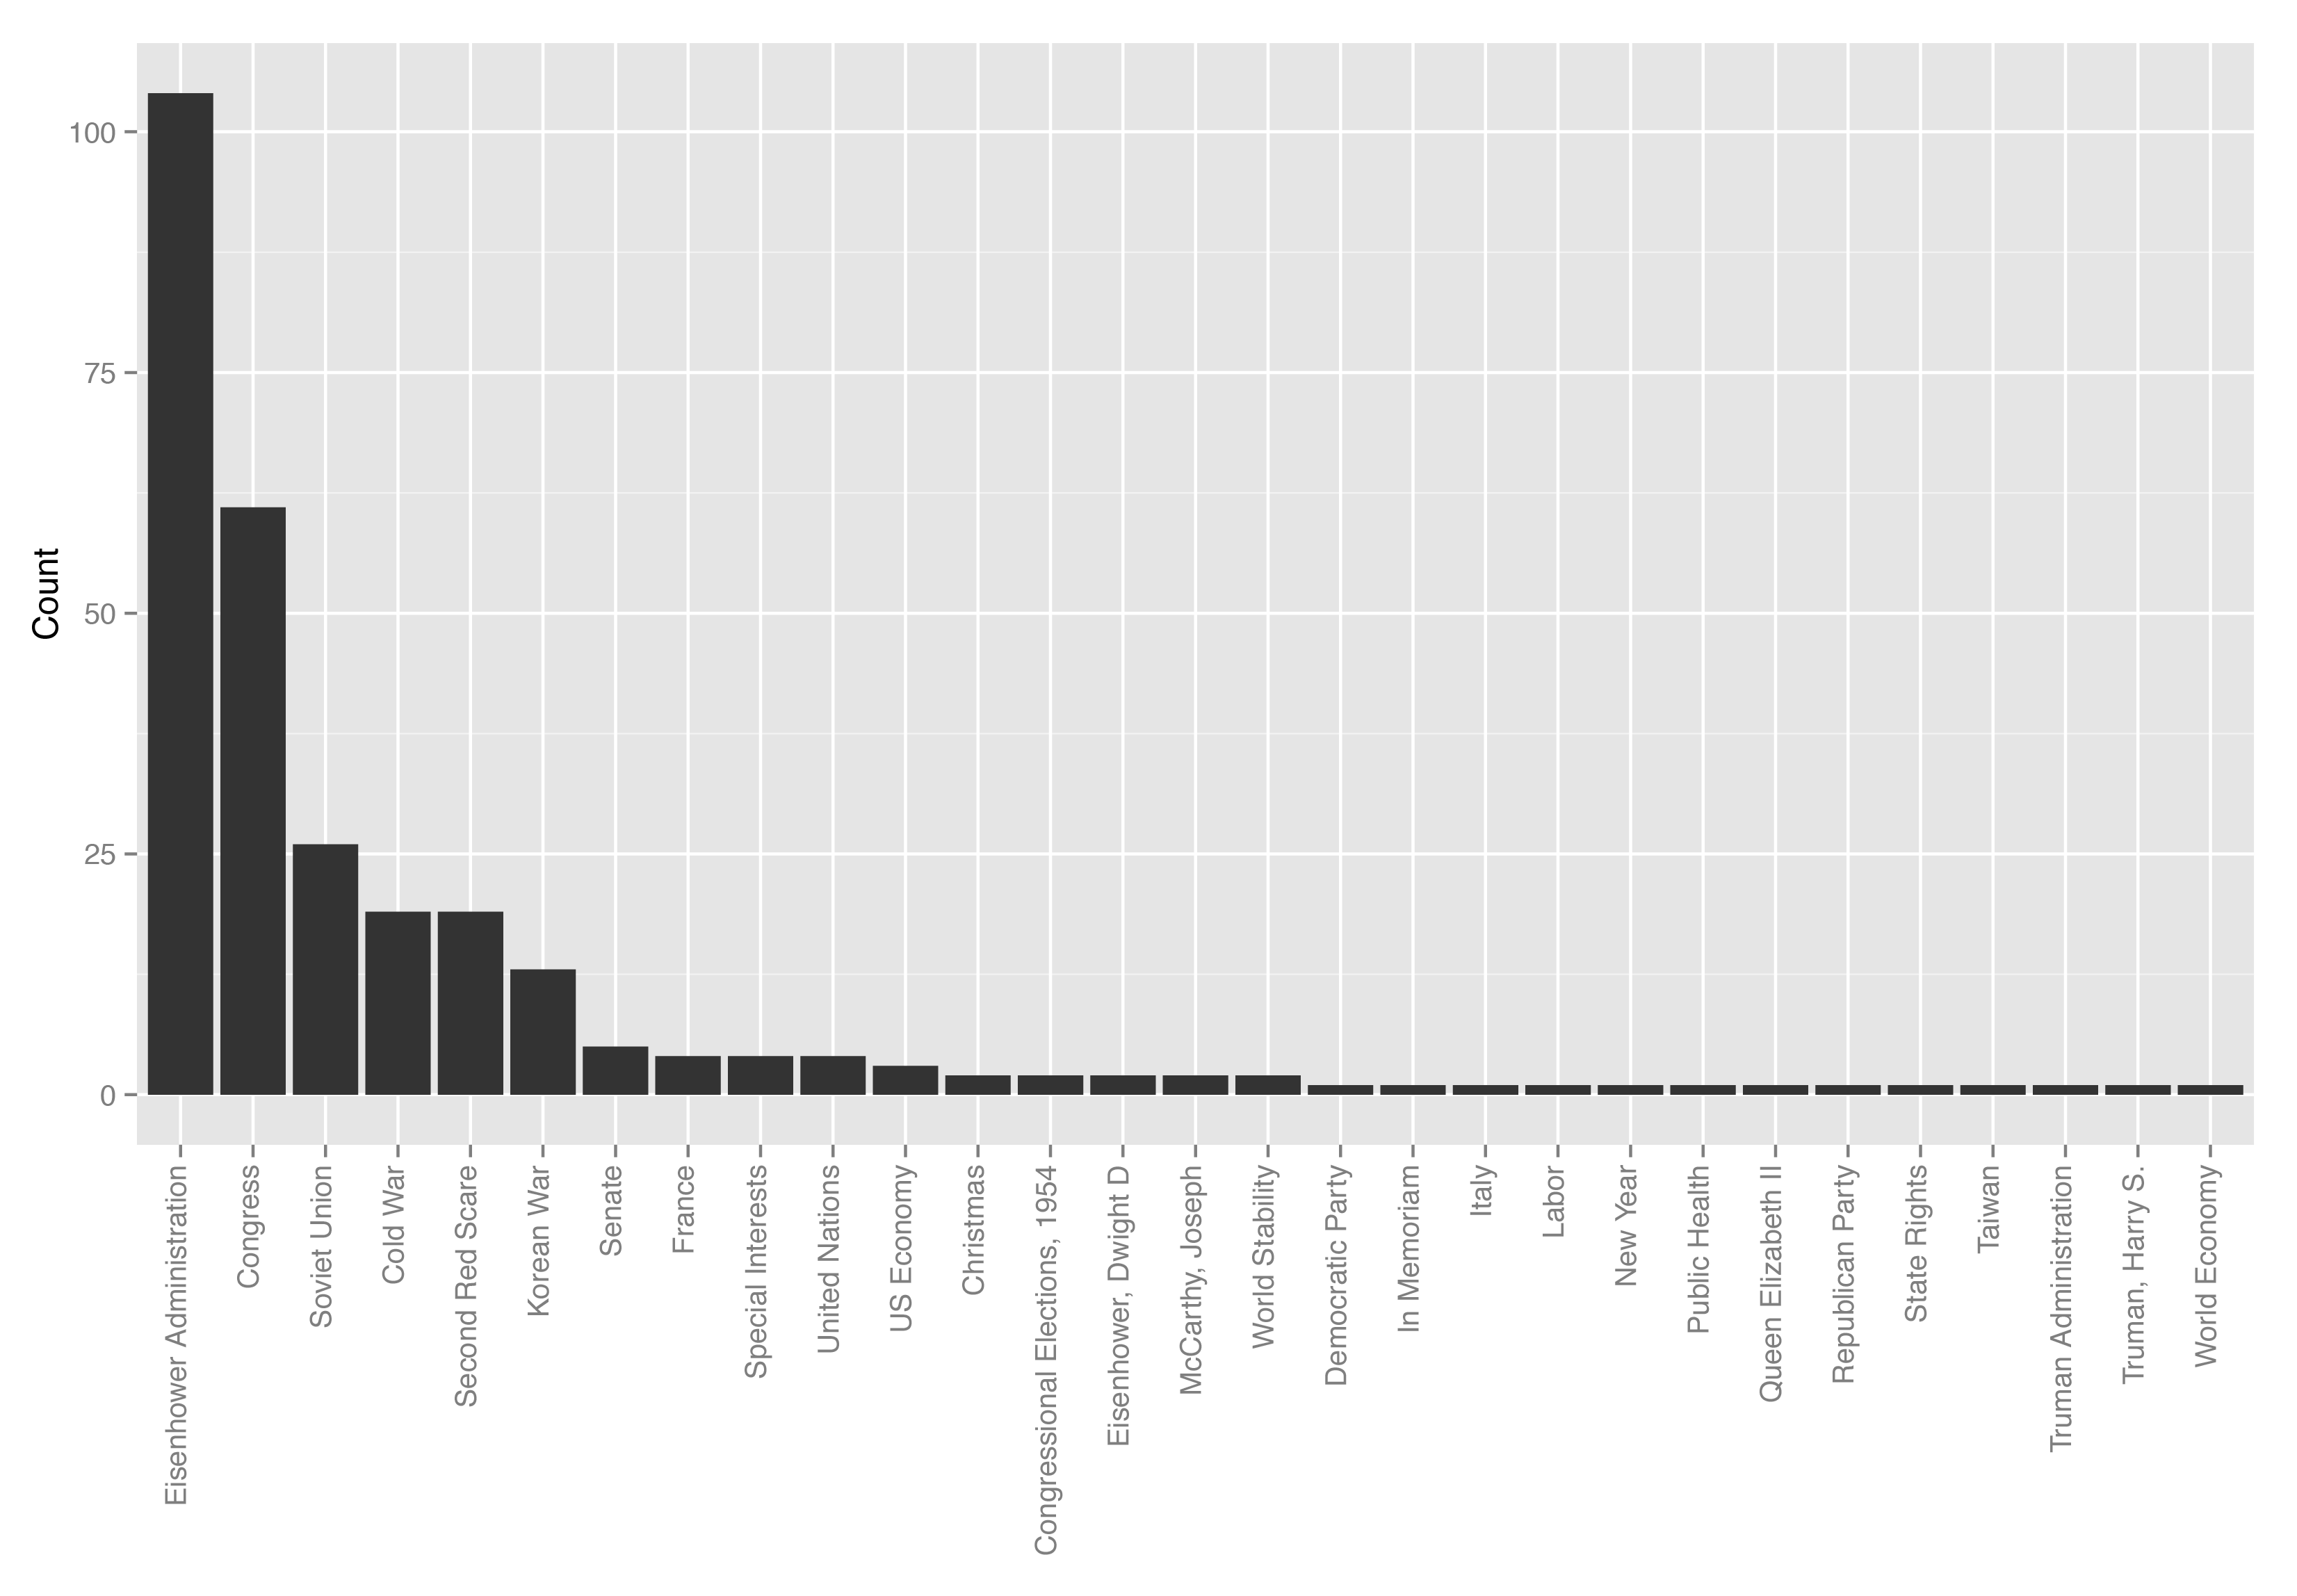 Count
100
75
50
25
0
Eisenhower Administration
Congress
Soviet Union
Cold War
Second Red Scare
Korean War
Senate
France
Special Interests
United Nations
US Economy
Christmas
Congressional Elections, 1954
Eisenhower, Dwight D
McCarthy, Joseph
World Stability
Democratic Party
In Memoriam
Italy
Labor
New Year
Public Health
Queen Elizabeth II
Republican Party
State Rights
Taiwan
Truman Administration
Truman, Harry S.
World Economy